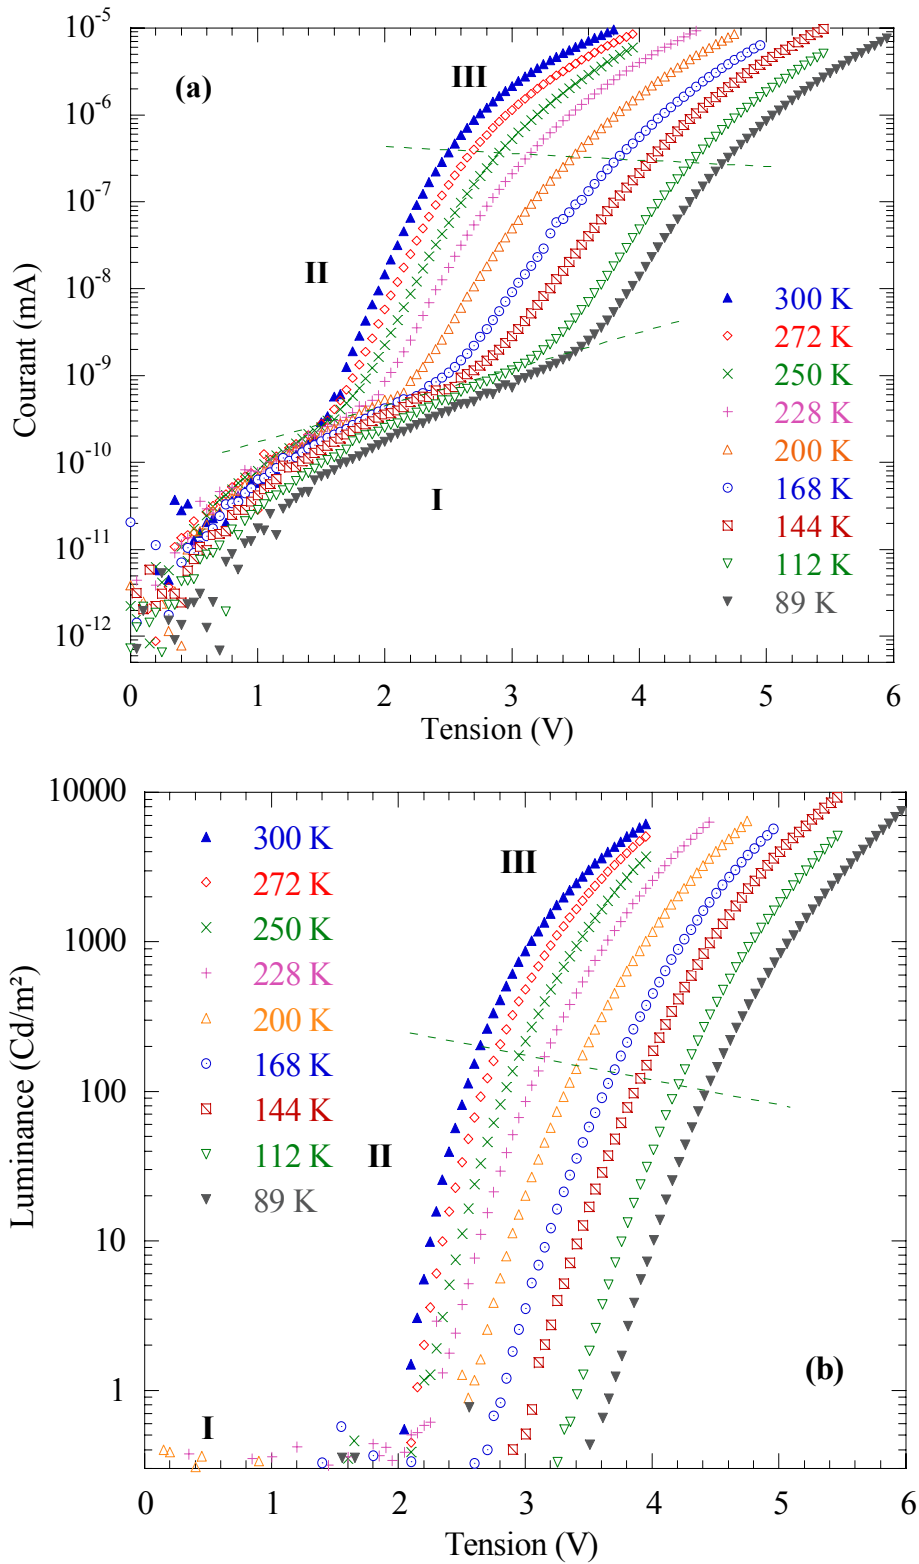 10⁻⁵
(a)
III
10⁻⁶
10⁻⁷
II
10⁻⁸
300 K
272 K
10⁻⁹
250 K
228 K
10⁻¹⁰
200 K
I
168 K
10⁻¹¹
144 K
112 K
10⁻¹²
89 K
Courant (mA)
0 1 2 3 4 5 6
Tension (V)
10000
300 K
III
272 K
1000
250 K
228 K
200 K
168 K
100
144 K
II
112 K
89 K
10
1
(b)
I
Luminance (Cd/m²)
0 1 2 3 4 5 6
Tension (V)